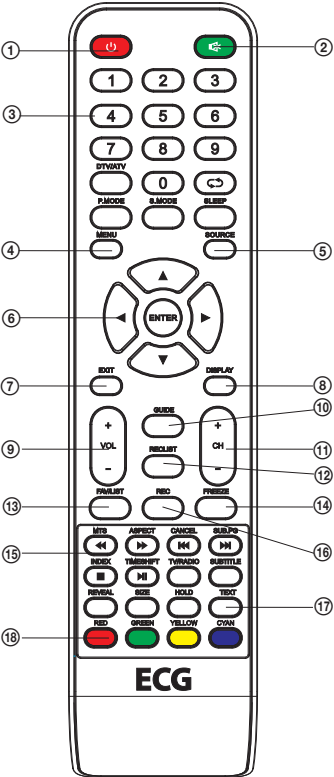 1
2
1 2 3
3
4 5 6
7 8 9
DTV/ATV
0
P.MODE S.MODE SLEEP
MENU SOURCE
4
5
6
ENTER
EXIT DISPLAY
7
8
GUIDE
10
+ +
9
VOL CH
11
RECLIST
- -
12
FAV/LIST REC FREEZE
13
14
MTS ASPECT CANCEL SUB.PG
15
16
INDEX TIMESHIFT TV/RADIO SUBTITLE
REVEAL SIZE HOLD TEXT
17
RED GREEN YELLOW CYAN
18
ECG